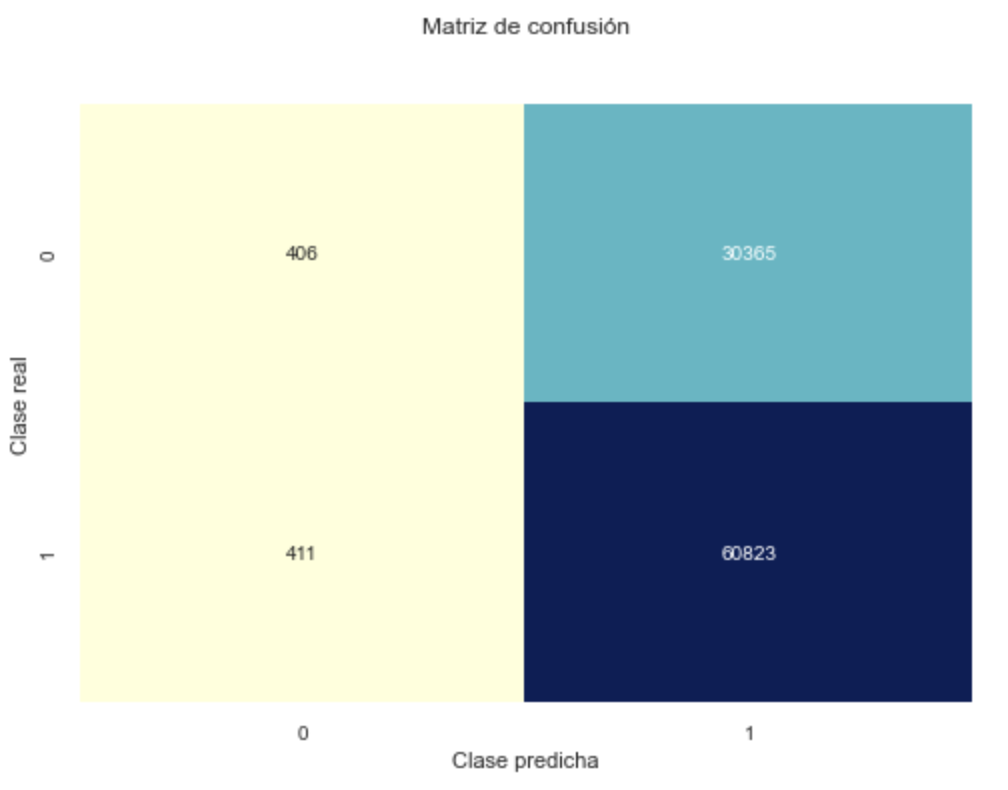 Matriz de confusión
0
406
30365
Clase real
1
411
60823
0
1
Clase predicha